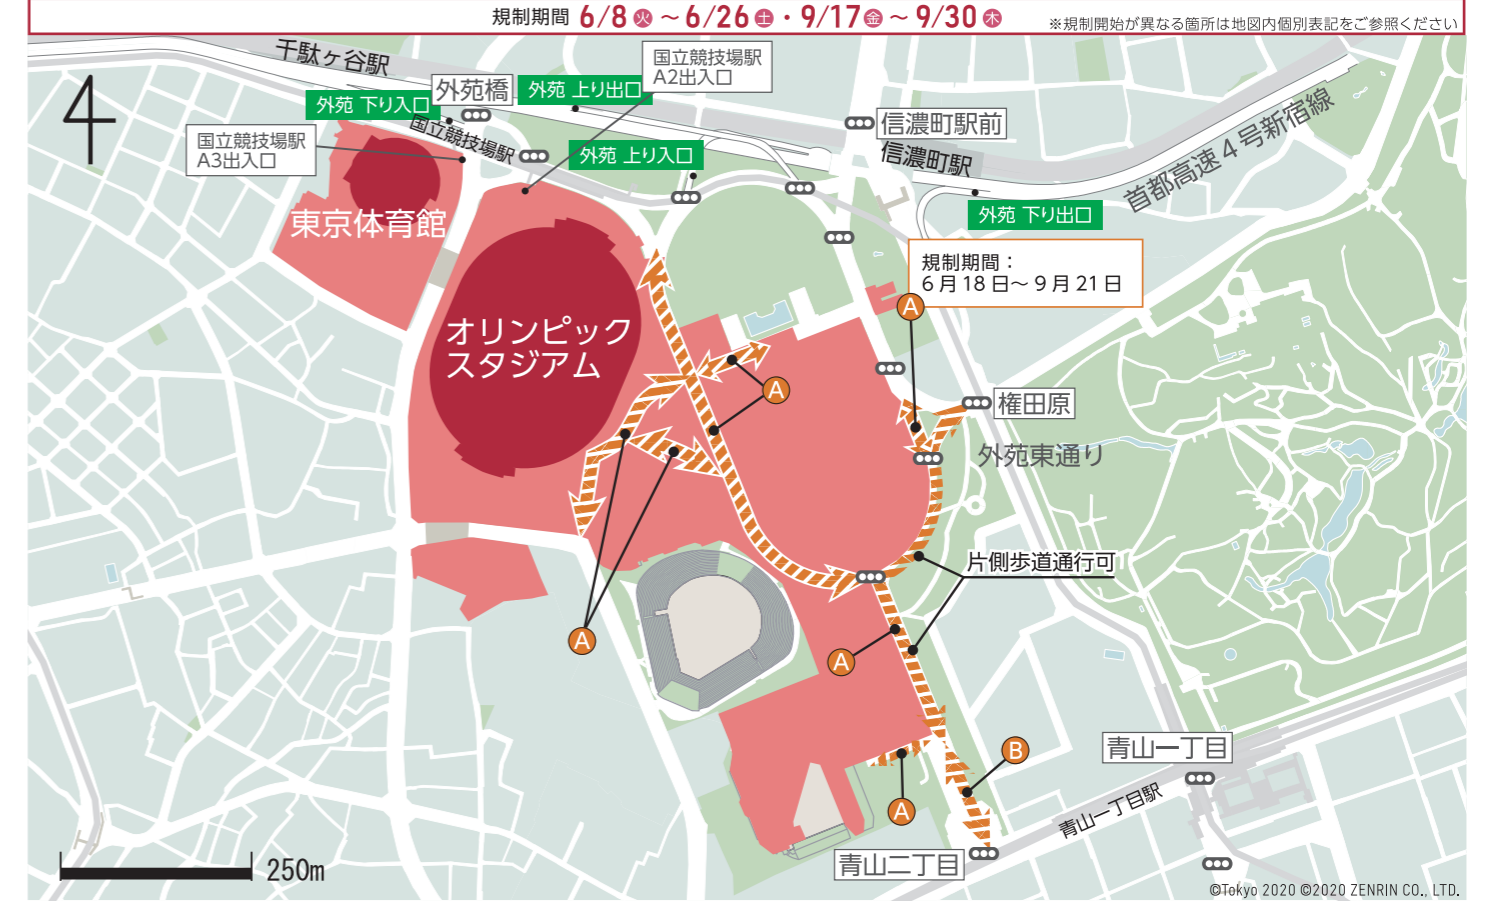 規制期間 6/8 火 ～ 6/26 土 ・ 9/17 金 ～ 9/30 木
※規制開始が異なる箇所は地図内個別表記をご参照ください
千駄ヶ谷駅
外苑橋
外苑 上り出口
国立競技場駅
A2出入口
外苑 下り入口
国立競技場駅
国立競技場駅
A3出入口
外苑 上り入口
信濃町駅前
信濃町駅
首都高速4号新宿線
外苑 下り出口
東京体育館
規制期間：
6月18日～9月21日
A
オリンピック
スタジアム
A
権田原
外苑東通り
片側歩道通行可
A
A
青山一丁目
B
青山一丁目駅
A
青山二丁目
250m
©Tokyo 2020 ©2020 ZENRIN CO., LTD.